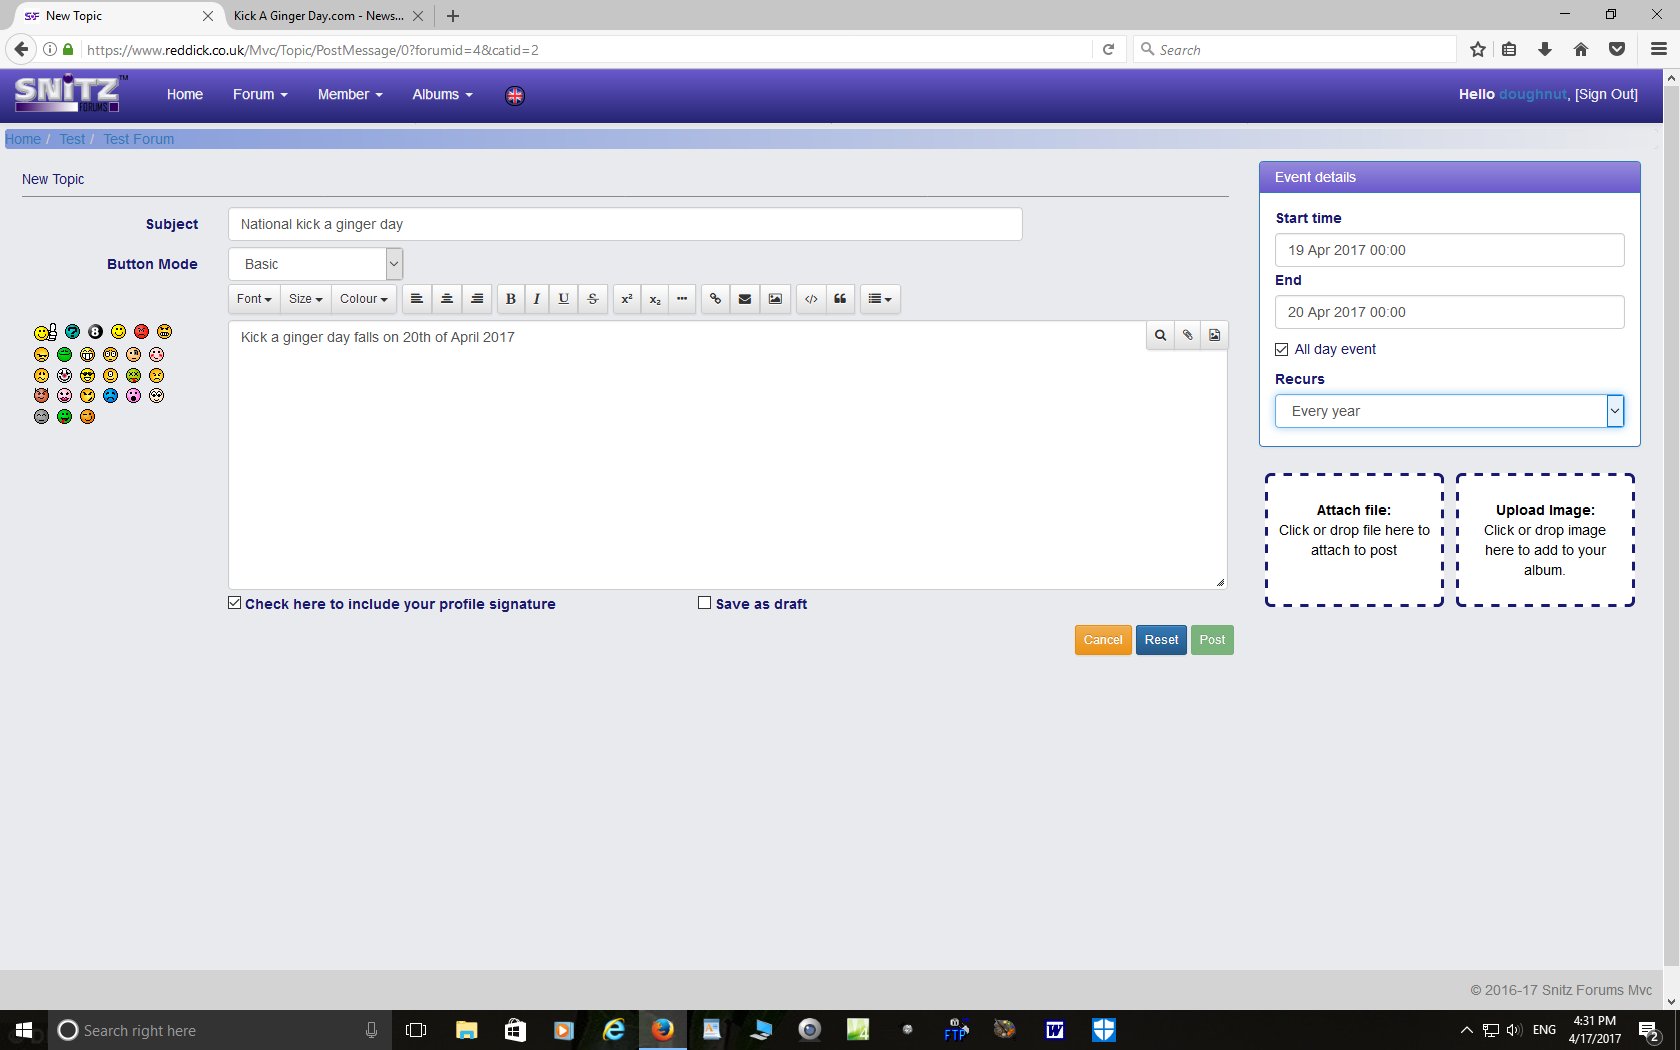 New Topic
Kick A Ginger Day.com - News...
https://www.reddick.co.uk/Mvc/Topic/PostMessage/0?forumid=4&catid=2
Search
SNiTZ™
FORUMS
Home Forum Member Albums
Hello doughnut, [Sign Out]
Home / Test / Test Forum
New Topic
Subject
National kick a ginger day
Button Mode
Basic
Font Size Colour
B I U S x² x₂ ••• </>
Kick a ginger day falls on 20th of April 2017
Check here to include your profile signature
Save as draft
Cancel Reset Post
Event details
Start time
19 Apr 2017 00:00
End
20 Apr 2017 00:00
All day event
Recurs
Every year
Attach file:
Click or drop file here to
attach to post
Upload Image:
Click or drop image
here to add to your
album.
© 2016-17 Snitz Forums Mvc
Search right here
FTP
W
ENG
4:31 PM
4/17/2017
2